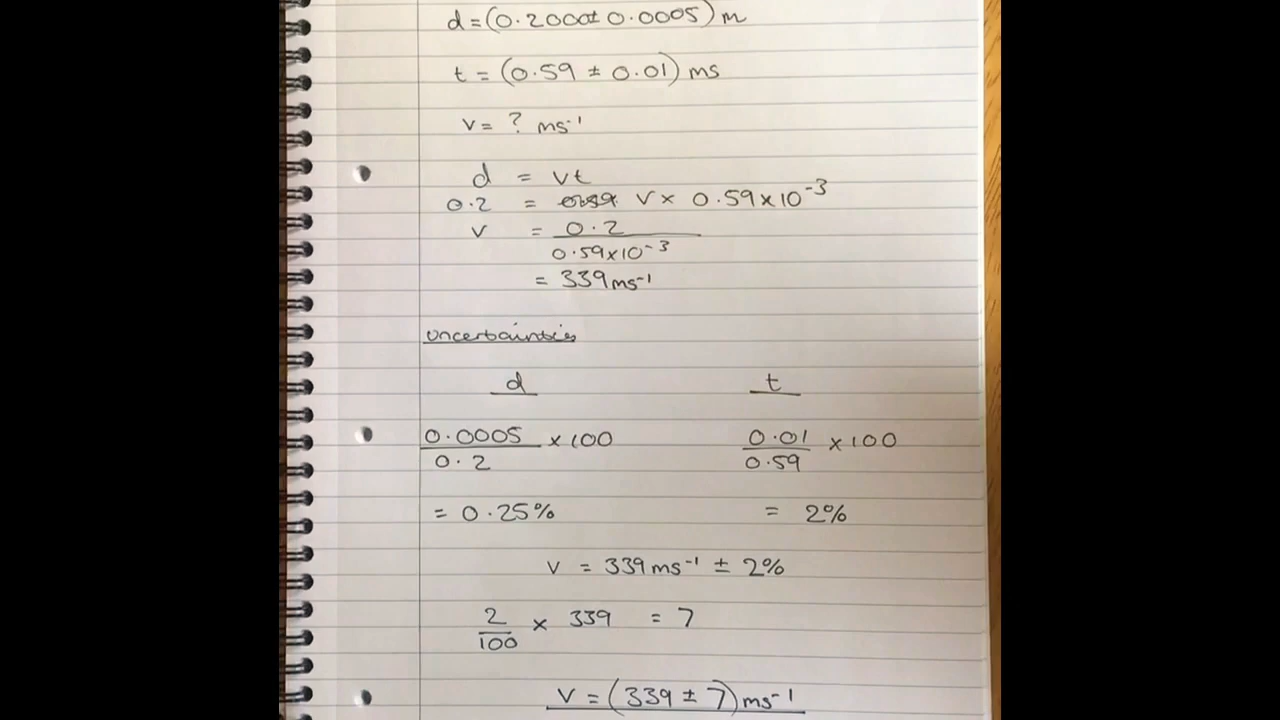 d = (0.200 ± 0.0005) m
t = (0.59 ± 0.01) ms
v = ? ms⁻¹
d = vt
0.2 = v × 0.59×10⁻³
v = 0.2
0.59×10⁻³
= 339 ms⁻¹
uncertainties
d t
0.0005 × 100 0.01 × 100
0.2 0.59
= 0.25% = 2%
v = 339 ms⁻¹ ± 2%
2 × 339 = 7
100
v = (339 ± 7) ms⁻¹